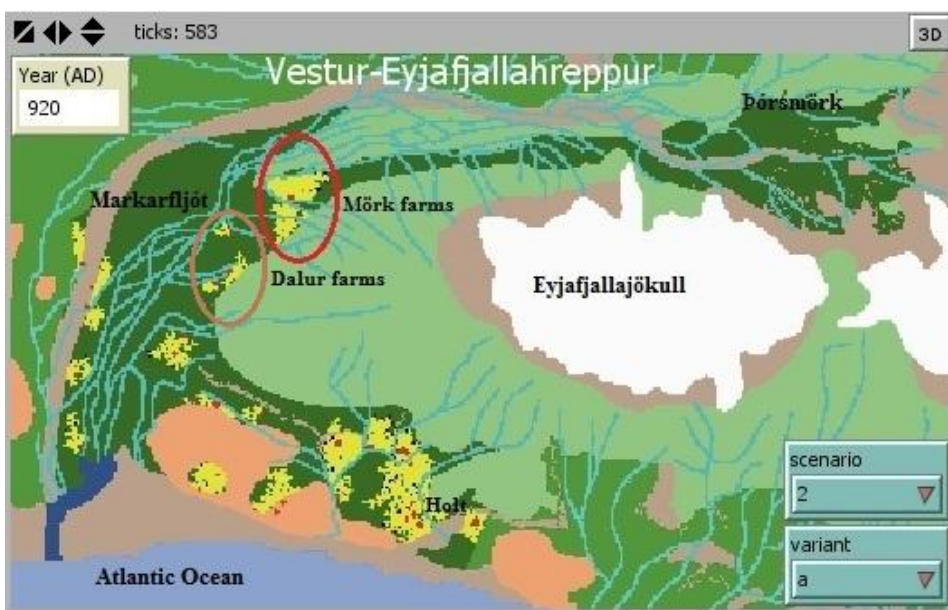 ticks: 583
3D
Year (AD)
920
Vestur-Eyjafjallahreppur
Þórsmörk
Markarfljót
Mörk farms
Dalur farms
Eyjafjallajökull
scenario
2
Holt
variant
a
Atlantic Ocean